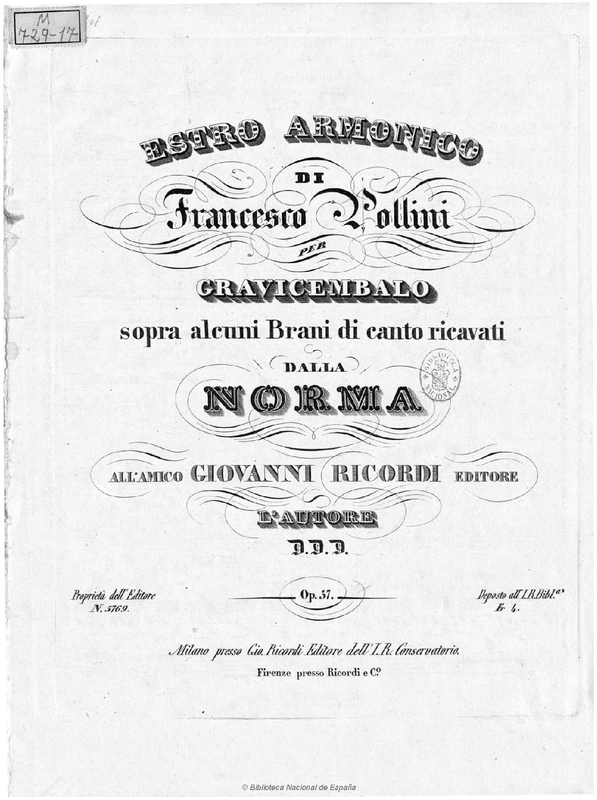 M
729-17
ESTRO ARMONICO
DI
Francesco Pollini
PER
GRAVICEMBALO
sopra alcuni Brani di canto ricavati
DALLA
NORMA
BIBLIOTECA NACIONAL
ALL'AMICO GIOVANNI RICORDI EDITORE
L'AUTORE
D.D.D.
Proprietà dell'Editore
Op. 57.
Deposto all'I.R. Bibl.ª
N. 5769.
Fr. 4.
Milano presso Gio. Ricordi Editore dell'I.R. Conservatorio.
Firenze presso Ricordi e C.º
© Biblioteca Nacional de España